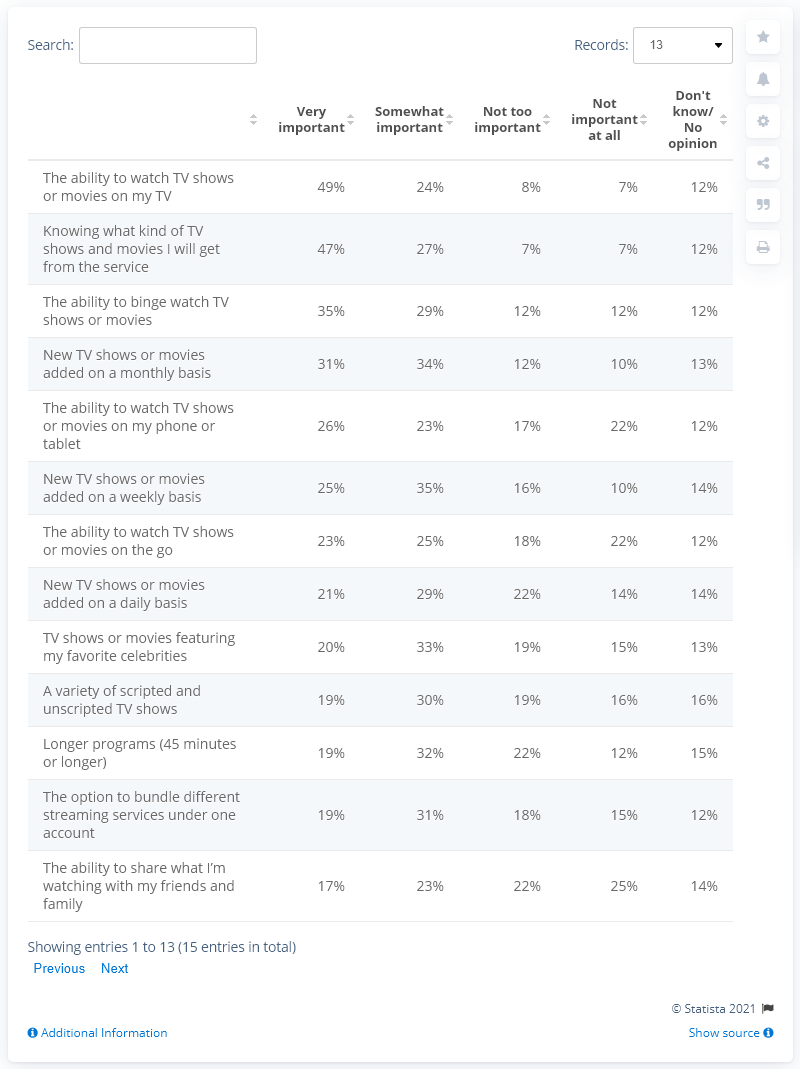 Search:
Records: 13
Very important
Somewhat important
Not too important
Not important at all
Don't know/ No opinion
The ability to watch TV shows
or movies on my TV
49% 24% 8% 7% 12%
Knowing what kind of TV
shows and movies I will get
from the service
47% 27% 7% 7% 12%
The ability to binge watch TV
shows or movies
35% 29% 12% 12% 12%
New TV shows or movies
added on a monthly basis
31% 34% 12% 10% 13%
The ability to watch TV shows
or movies on my phone or
tablet
26% 23% 17% 22% 12%
New TV shows or movies
added on a weekly basis
25% 35% 16% 10% 14%
The ability to watch TV shows
or movies on the go
23% 25% 18% 22% 12%
New TV shows or movies
added on a daily basis
21% 29% 22% 14% 14%
TV shows or movies featuring
my favorite celebrities
20% 33% 19% 15% 13%
A variety of scripted and
unscripted TV shows
19% 30% 19% 16% 16%
Longer programs (45 minutes
or longer)
19% 32% 22% 12% 15%
The option to bundle different
streaming services under one
account
19% 31% 18% 15% 12%
The ability to share what I’m
watching with my friends and
family
17% 23% 22% 25% 14%
Showing entries 1 to 13 (15 entries in total)
Previous Next
© Statista 2021
Additional Information
Show source